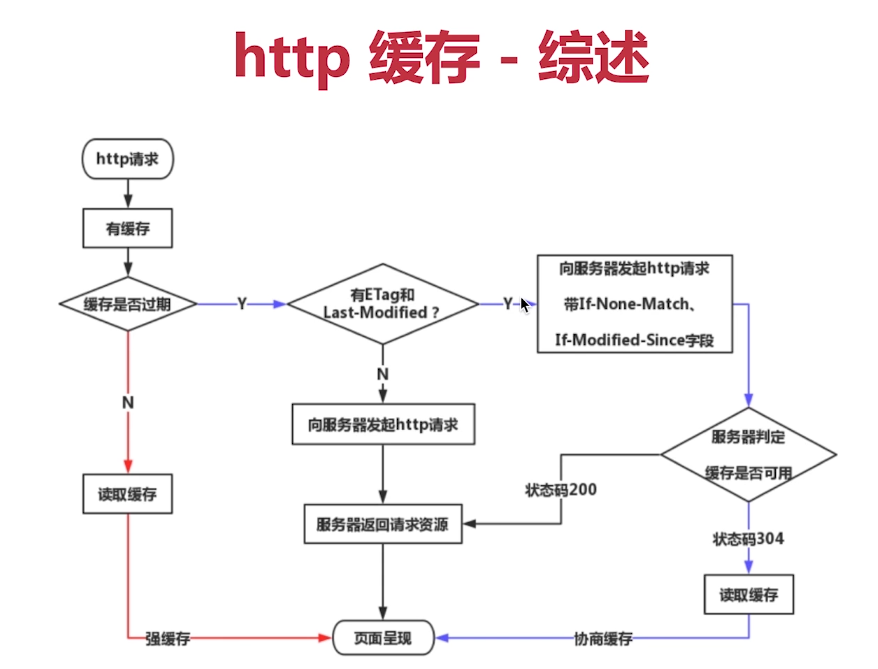 http 缓存 - 综述
http请求
有缓存
缓存是否过期
Y
有ETag和
Last-Modified？
Y
向服务器发起http请求
带If-None-Match、
If-Modified-Since字段
N
N
向服务器发起http请求
服务器判定
缓存是否可用
读取缓存
状态码200
服务器返回请求资源
状态码304
读取缓存
强缓存
页面呈现
协商缓存